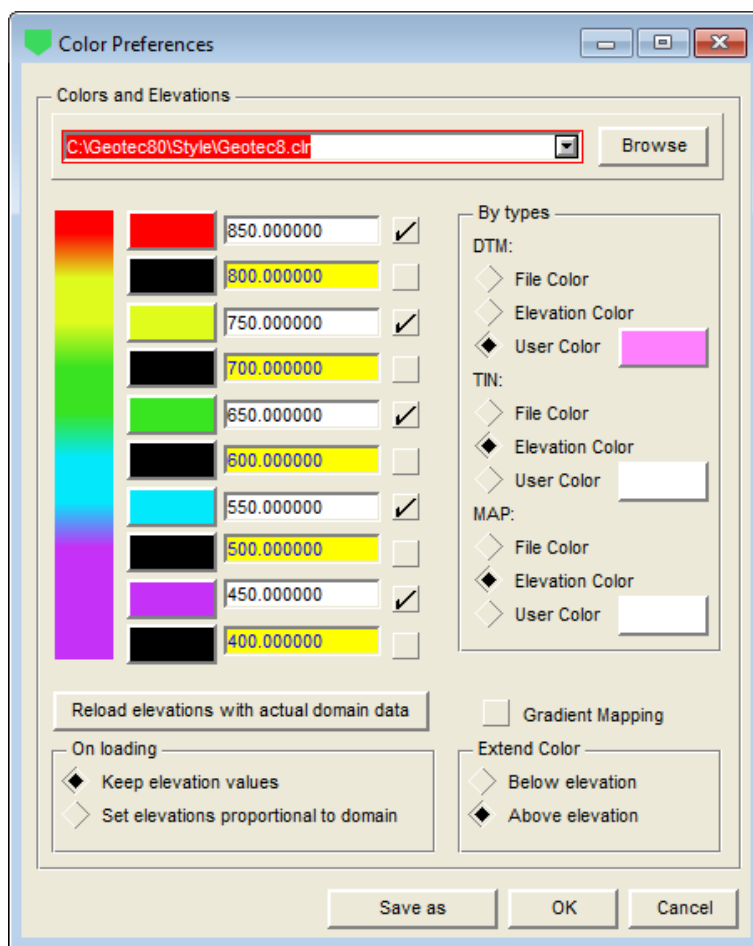 Color Preferences
Colors and Elevations
C:\Geotec80\Style\Geotec8.clr
Browse
850.000000
800.000000
750.000000
700.000000
650.000000
600.000000
550.000000
500.000000
450.000000
400.000000
By types
DTM:
File Color
Elevation Color
User Color
TIN:
File Color
Elevation Color
User Color
MAP:
File Color
Elevation Color
User Color
Reload elevations with actual domain data
Gradient Mapping
On loading
Keep elevation values
Set elevations proportional to domain
Extend Color
Below elevation
Above elevation
Save as
OK
Cancel